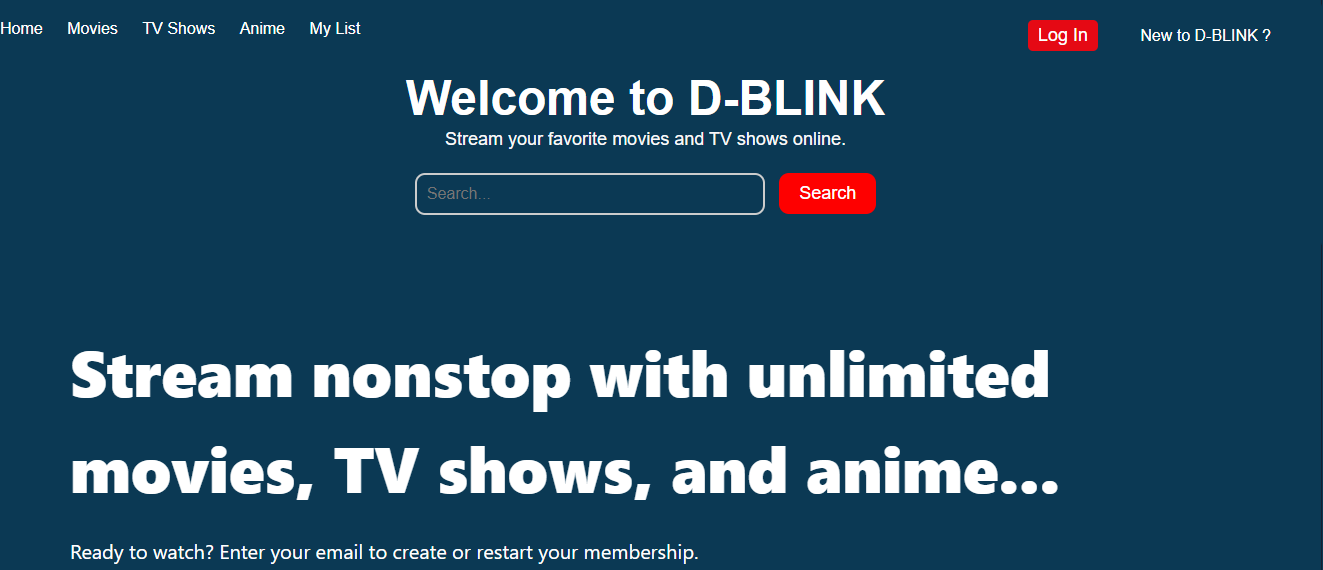 Home Movies TV Shows Anime My List Log In New to D-BLINK ?
Welcome to D-BLINK
Stream your favorite movies and TV shows online.
Search... Search
Stream nonstop with unlimited
movies, TV shows, and anime...
Ready to watch? Enter your email to create or restart your membership.